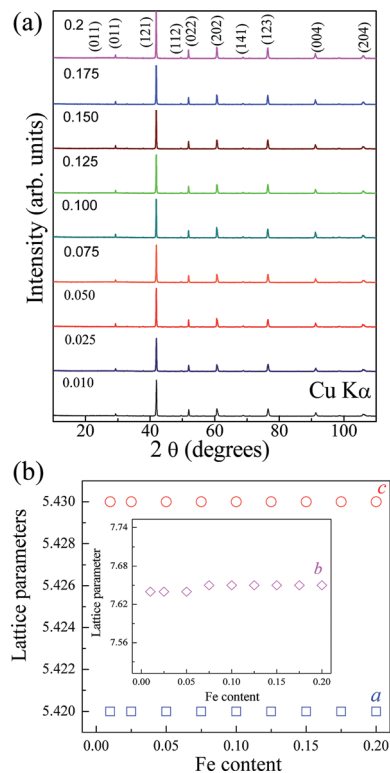 (a)
0.2
(011)
(011)
(121)
(112)
(022)
(202)
(141)
(123)
(004)
(204)
0.175
0.150
0.125
0.100
0.075
0.050
0.025
0.010
Cu Kα
Intensity (arb. units)
20 40 60 80 100
2 θ (degrees)
(b)
5.430
5.428
5.426
5.424
5.422
5.420
Lattice parameters
c
7.74
7.68
7.62
7.56
Lattice parameter
b
0.00 0.05 0.10 0.15 0.20
Fe content
a
0.00 0.05 0.10 0.15 0.20
Fe content